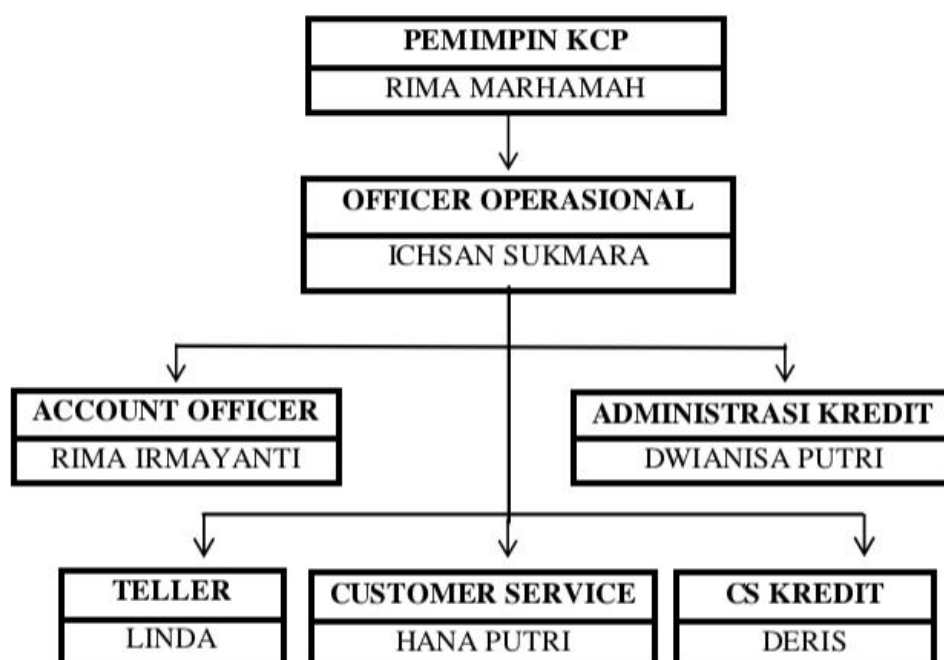 PEMIMPIN KCP
RIMA MARHAMAH
OFFICER OPERASIONAL
ICHSAN SUKMARA
ACCOUNT OFFICER
RIMA IRMAYANTI
ADMINISTRASI KREDIT
DWIANISA PUTRI
TELLER
LINDA
CUSTOMER SERVICE
HANA PUTRI
CS KREDIT
DERIS